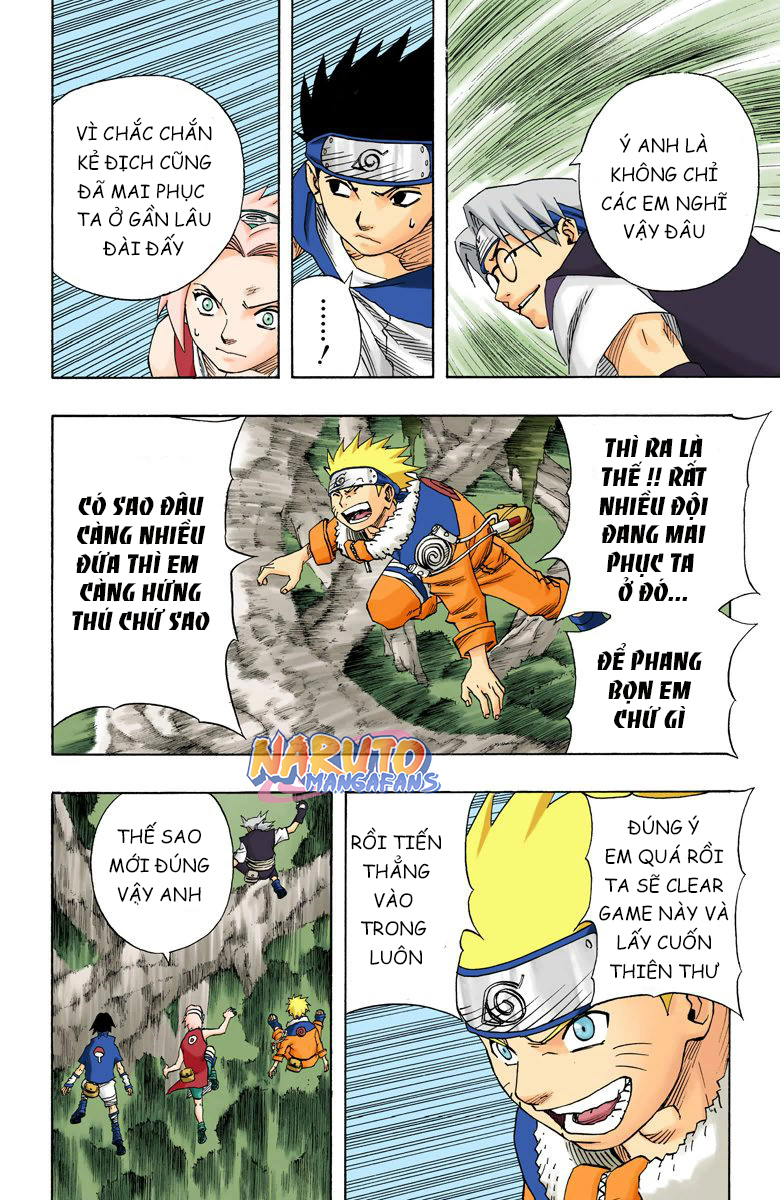 Ý ANH LÀ
KHÔNG CHỈ
CÁC EM NGHĨ
VẬY ĐÂU
......!
VÌ CHẮC CHẮN
KẺ ĐỊCH CŨNG
ĐÃ MAI PHỤC
TA Ở GẦN LÂU
ĐÀI ĐẤY
THÌ RA LÀ
THẾ !! RẤT
NHIỀU ĐỘI
ĐANG MAI
PHỤC TA
Ở ĐÓ...
ĐỂ PHANG
BỌN EM
CHỨ GÌ
CÓ SAO ĐÂU
CÀNG NHIỀU
ĐỨA THÌ EM
CÀNG HỨNG
THÚ CHỨ SAO
NARUTO
MANGAFANS
ĐÚNG Ý
EM QUÁ RỒI
TA SẼ CLEAR
GAME NÀY VÀ
LẤY CUỐN
THIÊN THƯ
RỒI TIẾN
THẲNG
VÀO
TRONG
LUÔN
THẾ SAO
MỚI ĐÚNG
VẬY ANH